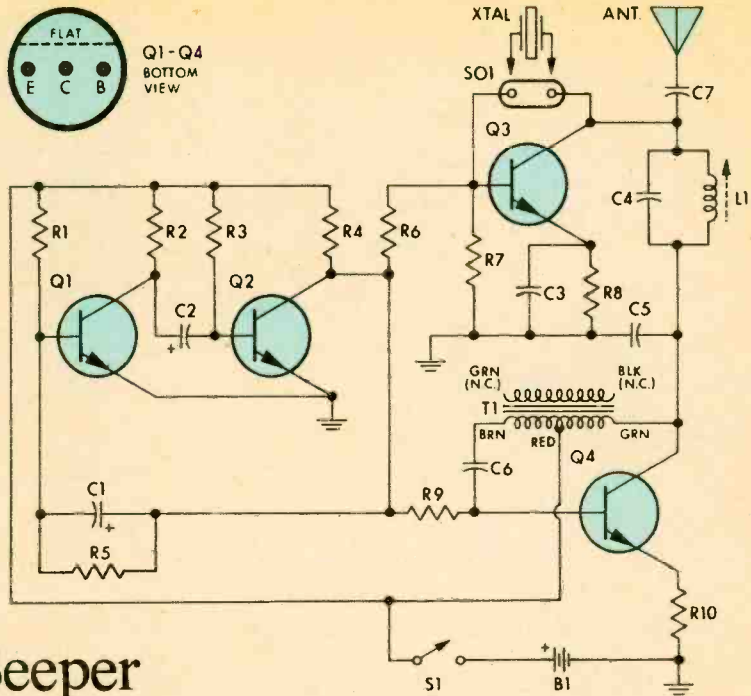 FLAT
E C B
Q1-Q4
BOTTOM
VIEW
XTAL
SO1
ANT.
C7
Q3
C4
L1
R1
R2
R3
R4
R6
R7
C3
R8
C5
Q1
C2
+
Q2
GRN
(N.C.)
BLK
(N.C.)
T1
BRN
RED
GRN
Q4
C6
C1
+
R5
R9
R10
S1
+
B1
Beeper